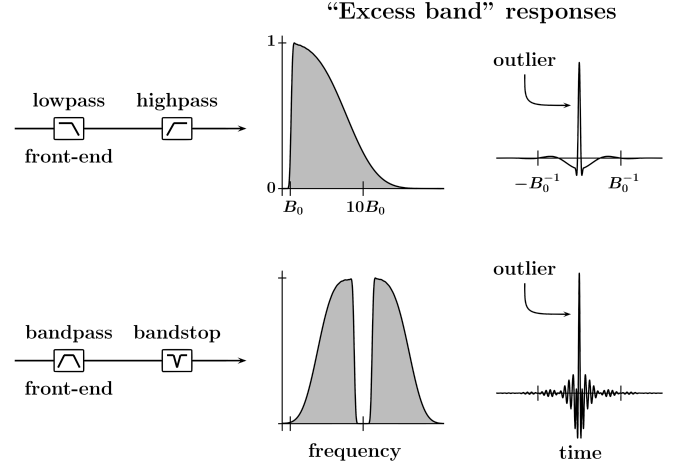 “Excess band” responses
lowpass highpass
front-end
1
0
B₀ 10B₀
outlier
−B₀⁻¹ B₀⁻¹
bandpass bandstop
front-end
frequency
outlier
time